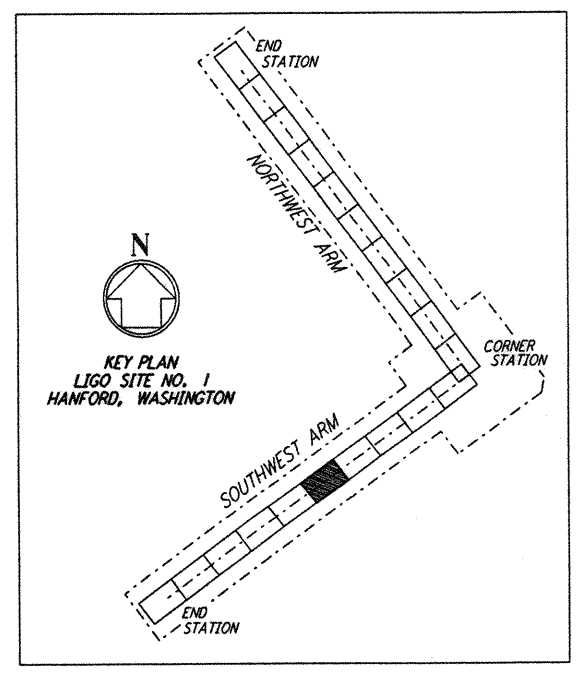 END
STATION
NORTHWEST ARM
N
CORNER
STATION
KEY PLAN
LIGO SITE NO. 1
HANFORD, WASHINGTON
SOUTHWEST ARM
END
STATION